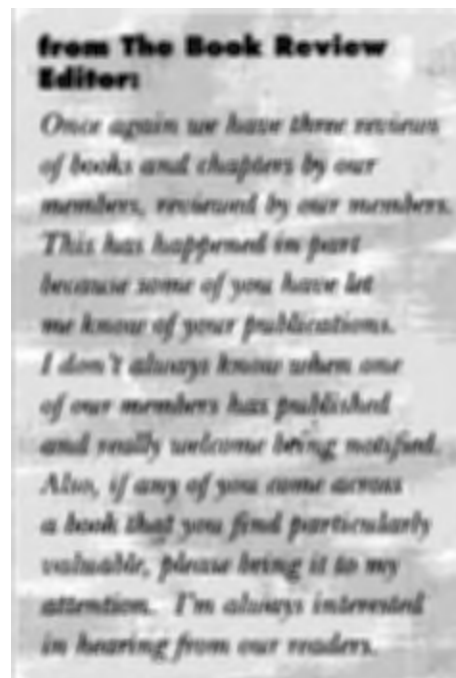 from The Book Review
Editor:
Once again we have three reviews
of books and chapters by our
members, reviewed by our members.
This has happened in part
because some of you have let
me know of your publications.
I don't always know when one
of our members has published
and really welcome being notified.
Also, if any of you come across
a book that you find particularly
valuable, please bring it to my
attention. I'm always interested
in hearing from our readers.